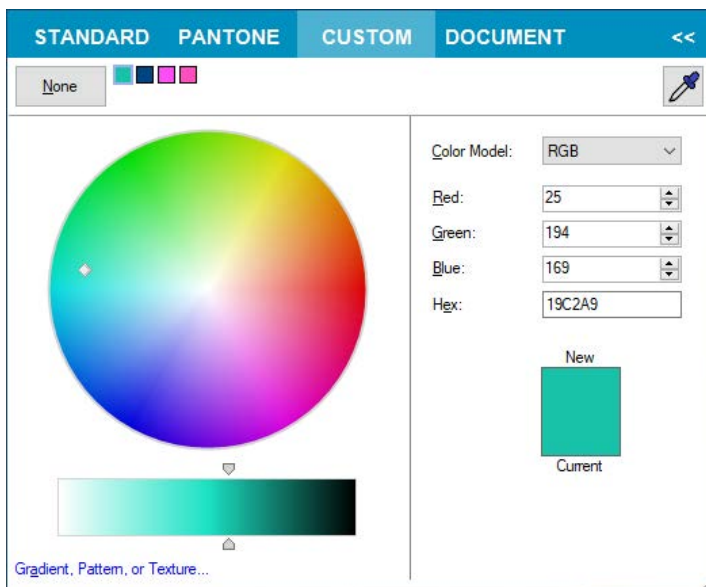 STANDARD PANTONE CUSTOM DOCUMENT <<
None
Color Model: RGB
Red: 25
Green: 194
Blue: 169
Hex: 19C2A9
New
Current
Gradient, Pattern, or Texture...